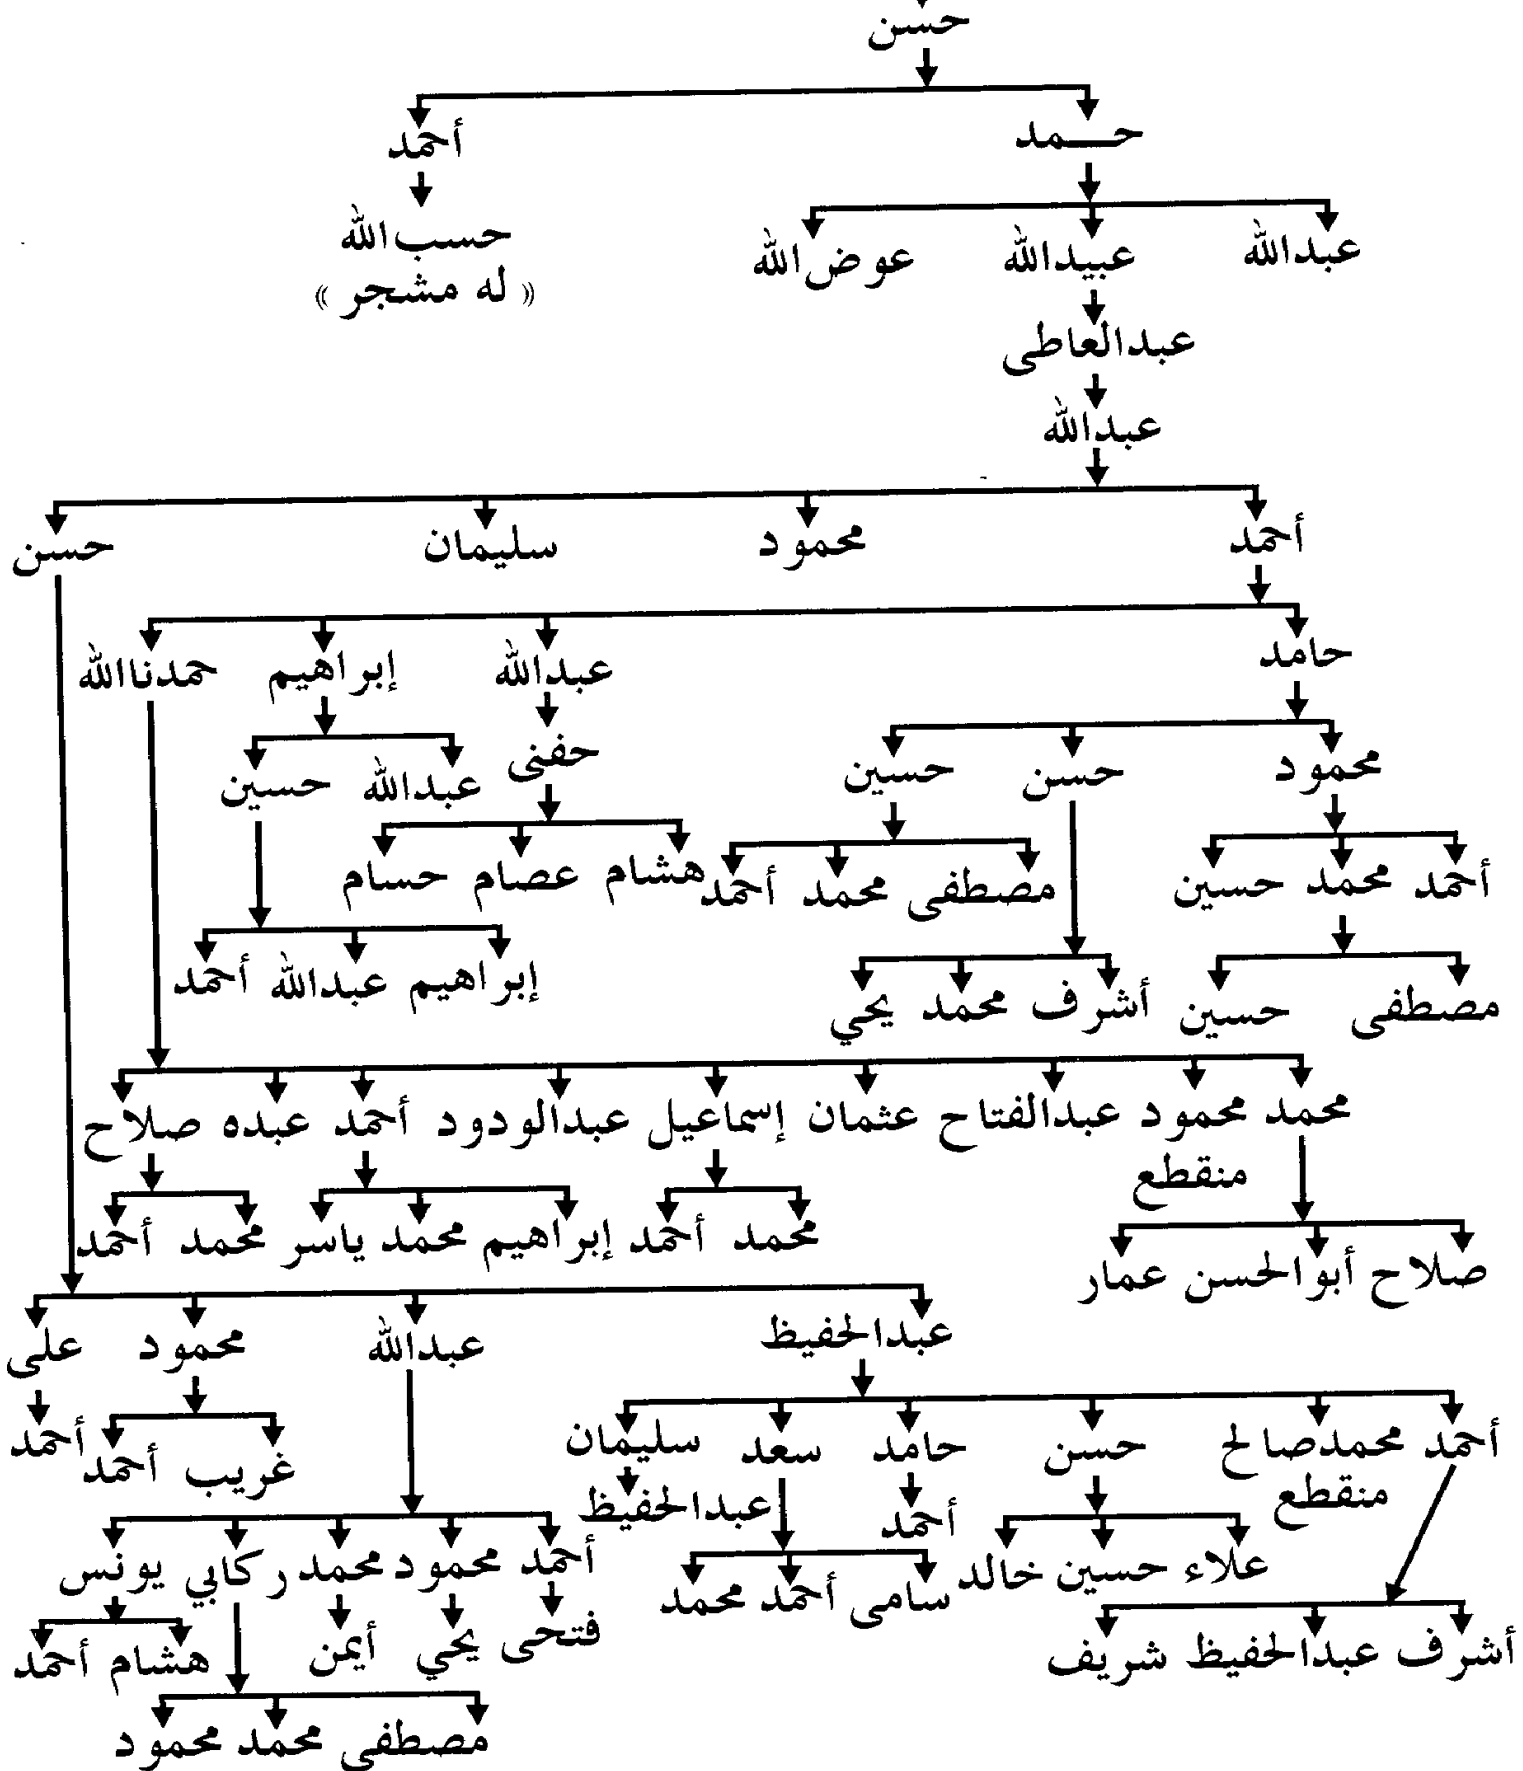 حسن
حـــمد أحمد
عبدالله عبيدالله عوض الله حسب الله
« له مشجر »
عبدالعاطى
عبدالله
أحمد محمود سليمان حسن
حامد عبدالله إبراهيم حمدناالله
محمود حسن حسين حفنى عبدالله حسين
أحمد محمد حسين مصطفى محمد أحمد هشام عصام حسام
مصطفى حسين أشرف محمد يحي إبراهيم عبدالله أحمد
محمد محمود عبدالفتاح عثمان إسماعيل عبدالودود أحمد عبده صلاح
منقطع
صلاح أبوالحسن عمار محمد أحمد إبراهيم محمد ياسر محمد أحمد
عبدالحفيظ عبدالله محمود على
أحمد محمدصالح حسن حامد سعد سليمان غريب أحمد أحمد
منقطع أحمد عبدالحفيظ
علاء حسين خالد سامى أحمد محمد أحمد محمود محمد ركابي يونس
أشرف عبدالحفيظ شريف فتحى يحي أيمن هشام أحمد
مصطفى محمد محمود